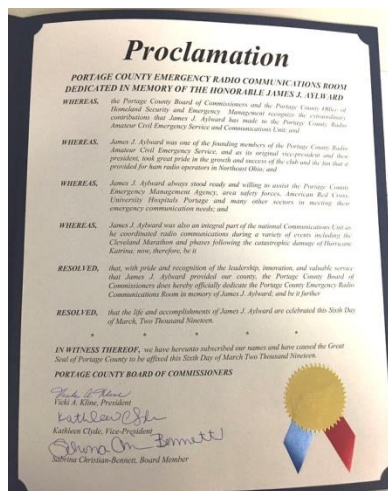 Proclamation
PORTAGE COUNTY EMERGENCY RADIO COMMUNICATIONS ROOM
DEDICATED IN MEMORY OF THE HONORABLE JAMES J. AYLWARD
WHEREAS, the Portage County Board of Commissioners and the Portage County Office of
Homeland Security and Emergency Management recognize the extraordinary
contributions that James J. Aylward has made to the Portage County Radio
Amateur Civil Emergency Service and Communications Unit; and
WHEREAS, James J. Aylward was one of the founding members of the Portage County Radio
Amateur Civil Emergency Service, and as its original vice-president and then
president, took great pride in the growth and success of the club and the fun that it
provided for ham radio operators in Northeast Ohio; and
WHEREAS, James J. Aylward always stood ready and willing to assist the Portage County
Emergency Management Agency, area safety forces, American Red Cross
University Hospitals Portage and many other sectors in meeting their
emergency communication needs; and
WHEREAS, James J. Aylward was also an integral part of the national Communications Unit as
he coordinated radio communications during a variety of events including the
Cleveland Marathon and phases following the catastrophic damage of Hurricane
Katrina; now, therefore, be it
RESOLVED, that, with pride and recognition of the leadership, innovation, and valuable service
that James J. Aylward provided our county, the Portage County Board of
Commissioners does hereby officially dedicate the Portage County Emergency Radio
Communications Room in memory of James J. Aylward; and be it further
RESOLVED, that the life and accomplishments of James J. Aylward are celebrated this Sixth Day
of March, Two Thousand Nineteen.
* * * * * *
IN WITNESS THEREOF, we have hereunto subscribed our names and have caused the Great
Seal of Portage County to be affixed this Sixth Day of March Two Thousand Nineteen.
PORTAGE COUNTY BOARD OF COMMISSIONERS
Vicki A. Kline
Vicki A. Kline, President
Kathleen Clyde
Kathleen Clyde, Vice-President
Sabrina Christian-Bennett, Board Member